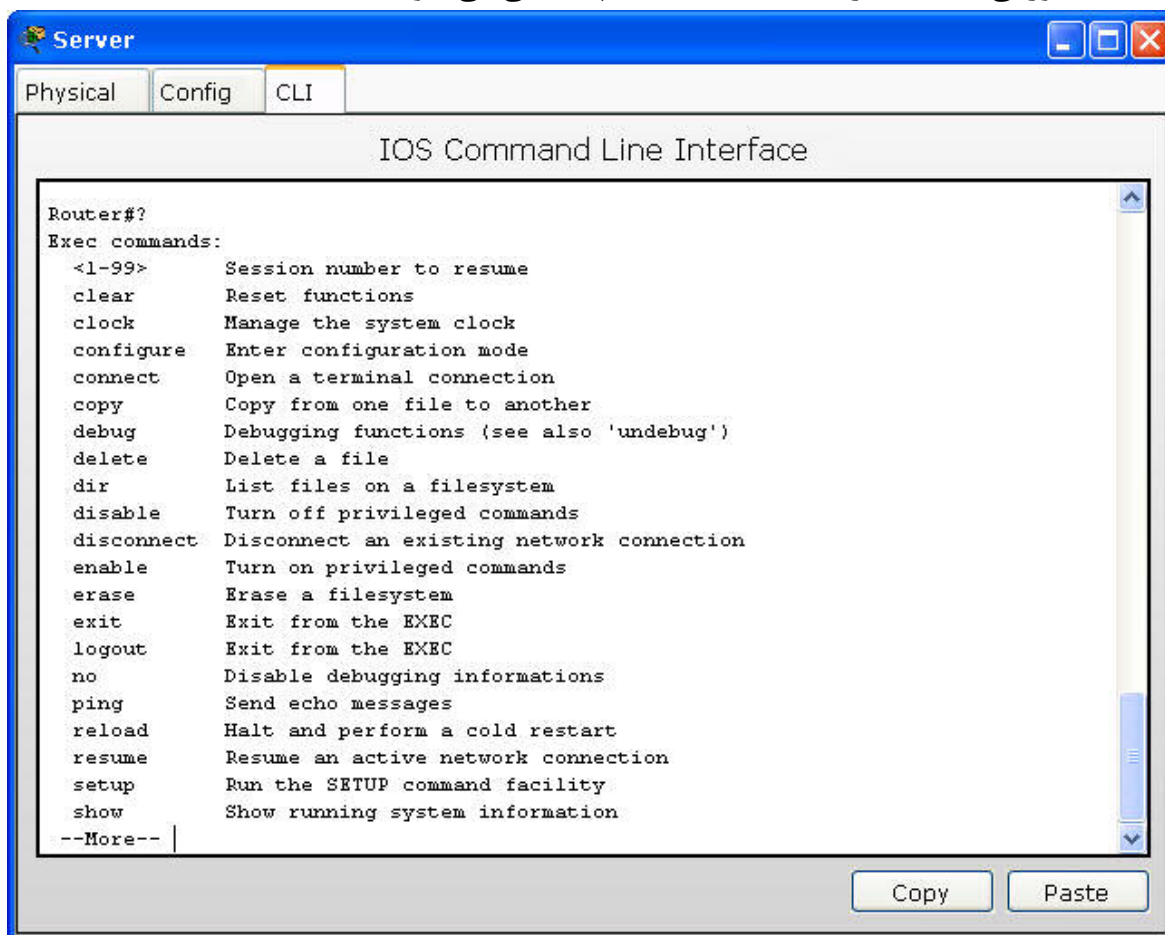 Server
Physical Config CLI
IOS Command Line Interface
Router#?
Exec commands:
<1-99> Session number to resume
clear Reset functions
clock Manage the system clock
configure Enter configuration mode
connect Open a terminal connection
copy Copy from one file to another
debug Debugging functions (see also 'undebug')
delete Delete a file
dir List files on a filesystem
disable Turn off privileged commands
disconnect Disconnect an existing network connection
enable Turn on privileged commands
erase Erase a filesystem
exit Exit from the EXEC
logout Exit from the EXEC
no Disable debugging informations
ping Send echo messages
reload Halt and perform a cold restart
resume Resume an active network connection
setup Run the SETUP command facility
show Show running system information
--More--
Copy Paste